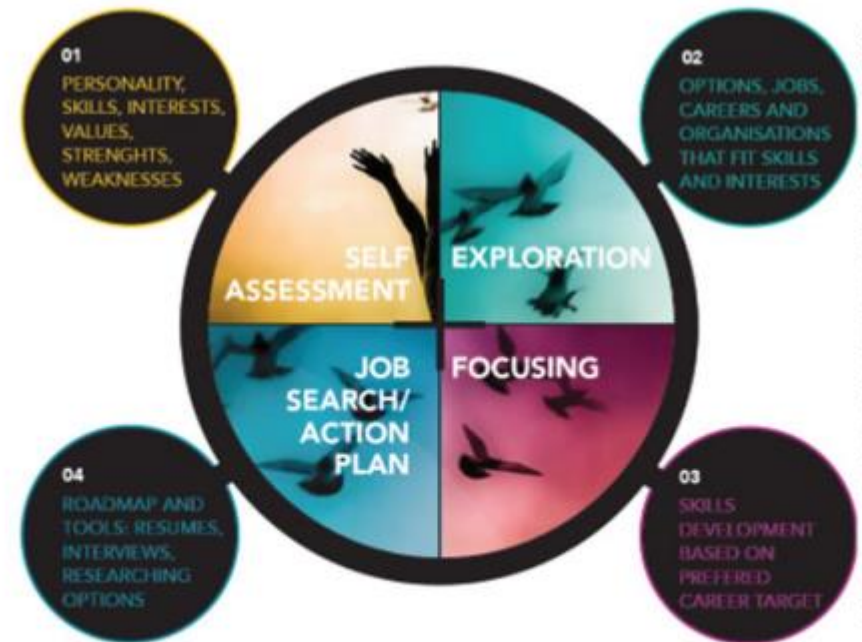 01
PERSONALITY,
SKILLS, INTERESTS,
VALUES,
STRENGHTS,
WEAKNESSES
02
OPTIONS, JOBS,
CAREERS AND
ORGANISATIONS
THAT FIT SKILLS
AND INTERESTS
SELF
ASSESSMENT
EXPLORATION
JOB
SEARCH/
ACTION
PLAN
FOCUSING
03
SKILLS
DEVELOPMENT
BASED ON
PREFERED
CAREER TARGET
04
ROADMAP AND
TOOLS: RESUMES,
INTERVIEWS,
RESEARCHING
OPTIONS